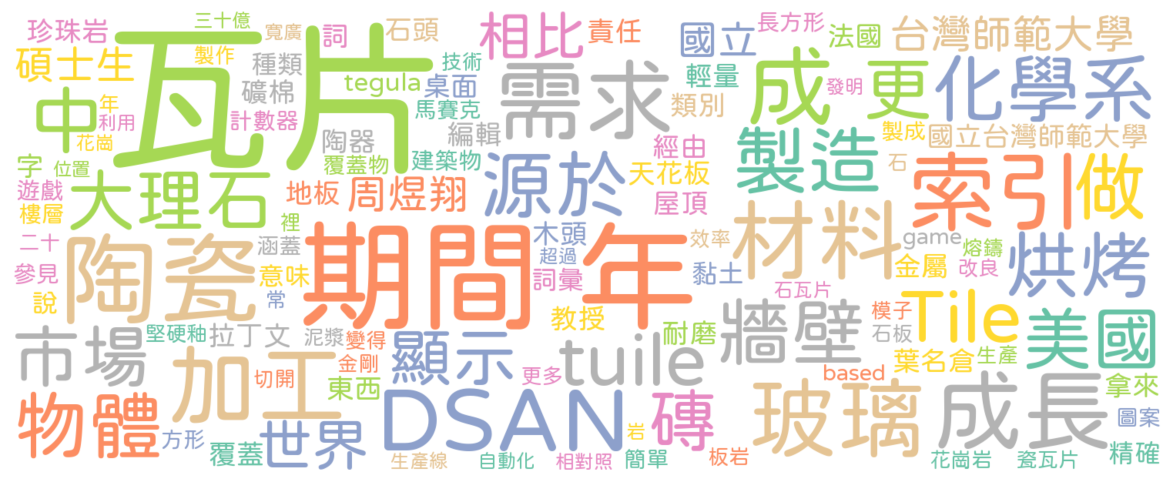 三十億 寬廣 詞 石頭 相比 責任 國立 長方形 法國 台灣師範大學
珍珠岩 瓦片 製作 種類 技術
碩士生 tegula 桌面 需求 輕量 成 更 化學系
中 年 利用 礦棉 馬賽克 類別 發明
花崗 計數器 陶器 編輯 製成 國立台灣師範大學
字 位置 覆蓋物 建築物 經由 製造 石
遊戲 大理石 地板 周煜翔 源於 天花板 索引 做
樓層 裡 屋頂
二十 陶瓷 涵蓋 期間 年 木頭 效率 材料 game 熔鑄 烘烤
參見 意味 超過 詞彙 黏土 金屬 改良
說 常 石瓦片
市場 堅硬釉 拉丁文 泥漿 變得 顯示 教授 耐磨 牆壁 模子 石板 Tile 美國
加工 金剛 tuile 葉名倉 生產
物體 切開 東西 更多 based 成長 拿來
DSAN 磚 玻璃 圖案
方形 覆蓋 世界 岩
生產線 自動化 相對照 簡單 板岩 花崗岩 瓷瓦片 精確